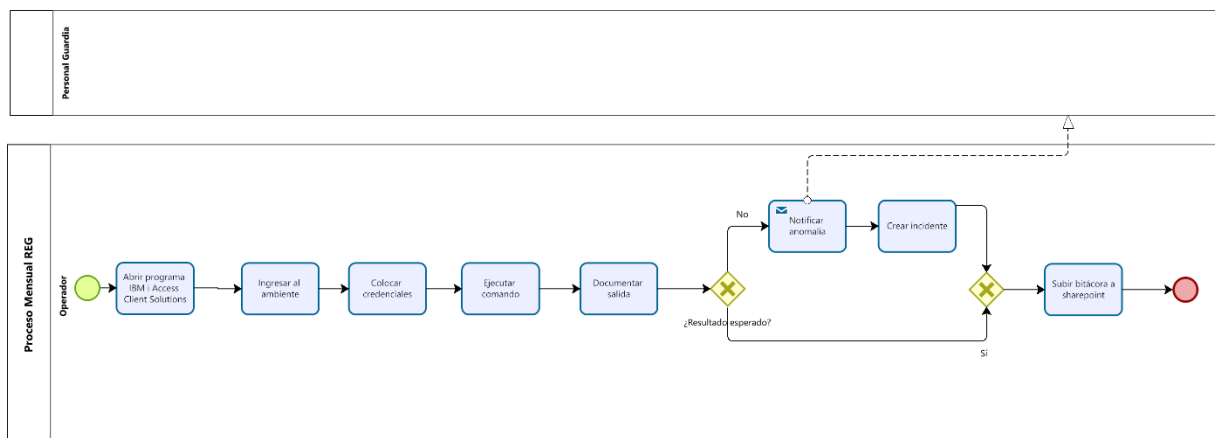 Personal Guardia
Proceso Mensual REG
Operador
Abrir programa
IBM i Access
Client Solutions
Ingresar al
ambiente
Colocar
credenciales
Ejecutar
comando
Documentar
salida
¿Resultado esperado?
No
Notificar
anomalia
Crear incidente
Sí
Subir bitácora a
sharepoint